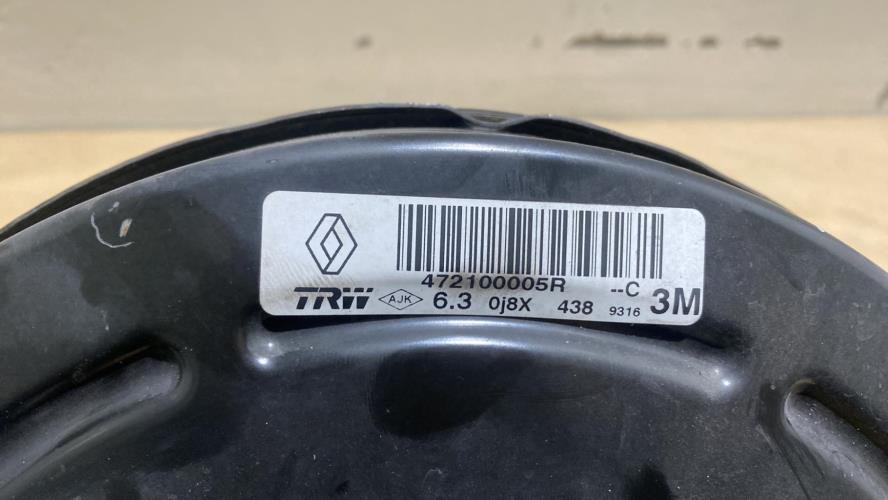 472100005R --C
TRW AJK 6.3 0j8X 438 9316 3M